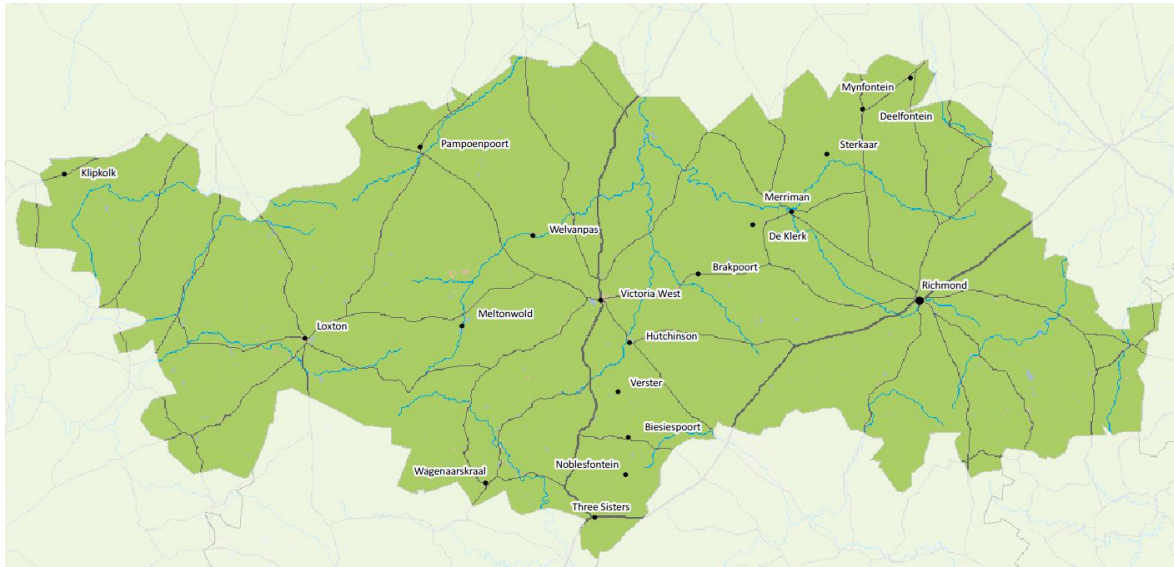 Mynfontein
Deelfontein
Pampoenpoort
Sterkaar
Klipkolk
Merriman
Welvanpas
De Klerk
Brakpoort
Richmond
Victoria West
Meltonwold
Loxton
Hutchinson
Verster
Biesiespoort
Wagenaarskraal
Noblesfontein
Three Sisters